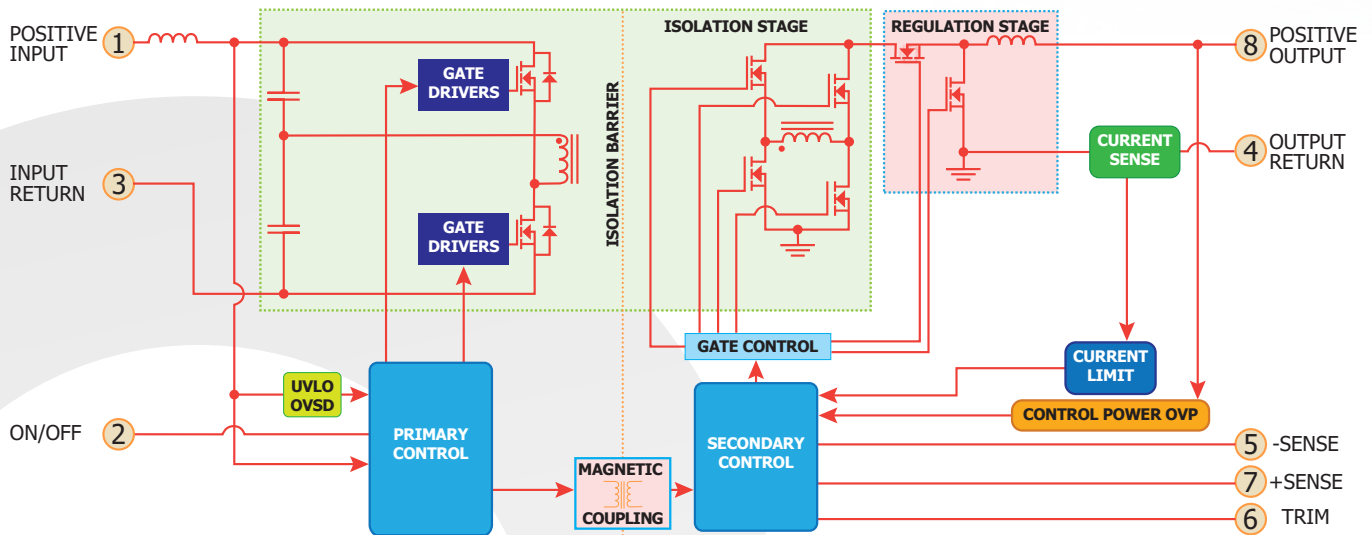 POSITIVE
INPUT
1
INPUT
RETURN
3
ON/OFF
2
GATE
DRIVERS
GATE
DRIVERS
ISOLATION BARRIER
ISOLATION STAGE
REGULATION STAGE
8
POSITIVE
OUTPUT
CURRENT
SENSE
4
OUTPUT
RETURN
GATE CONTROL
CURRENT
LIMIT
CONTROL POWER OVP
UVLO
OVSD
PRIMARY
CONTROL
MAGNETIC
COUPLING
SECONDARY
CONTROL
5
-SENSE
7
+SENSE
6
TRIM